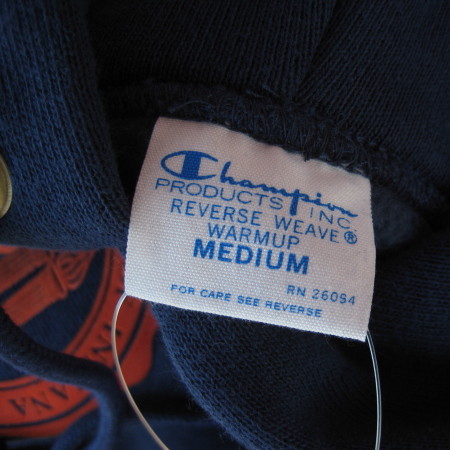 Champion
PRODUCTS INC
REVERSE WEAVE®
WARMUP
MEDIUM
RN 26094
FOR CARE SEE REVERSE